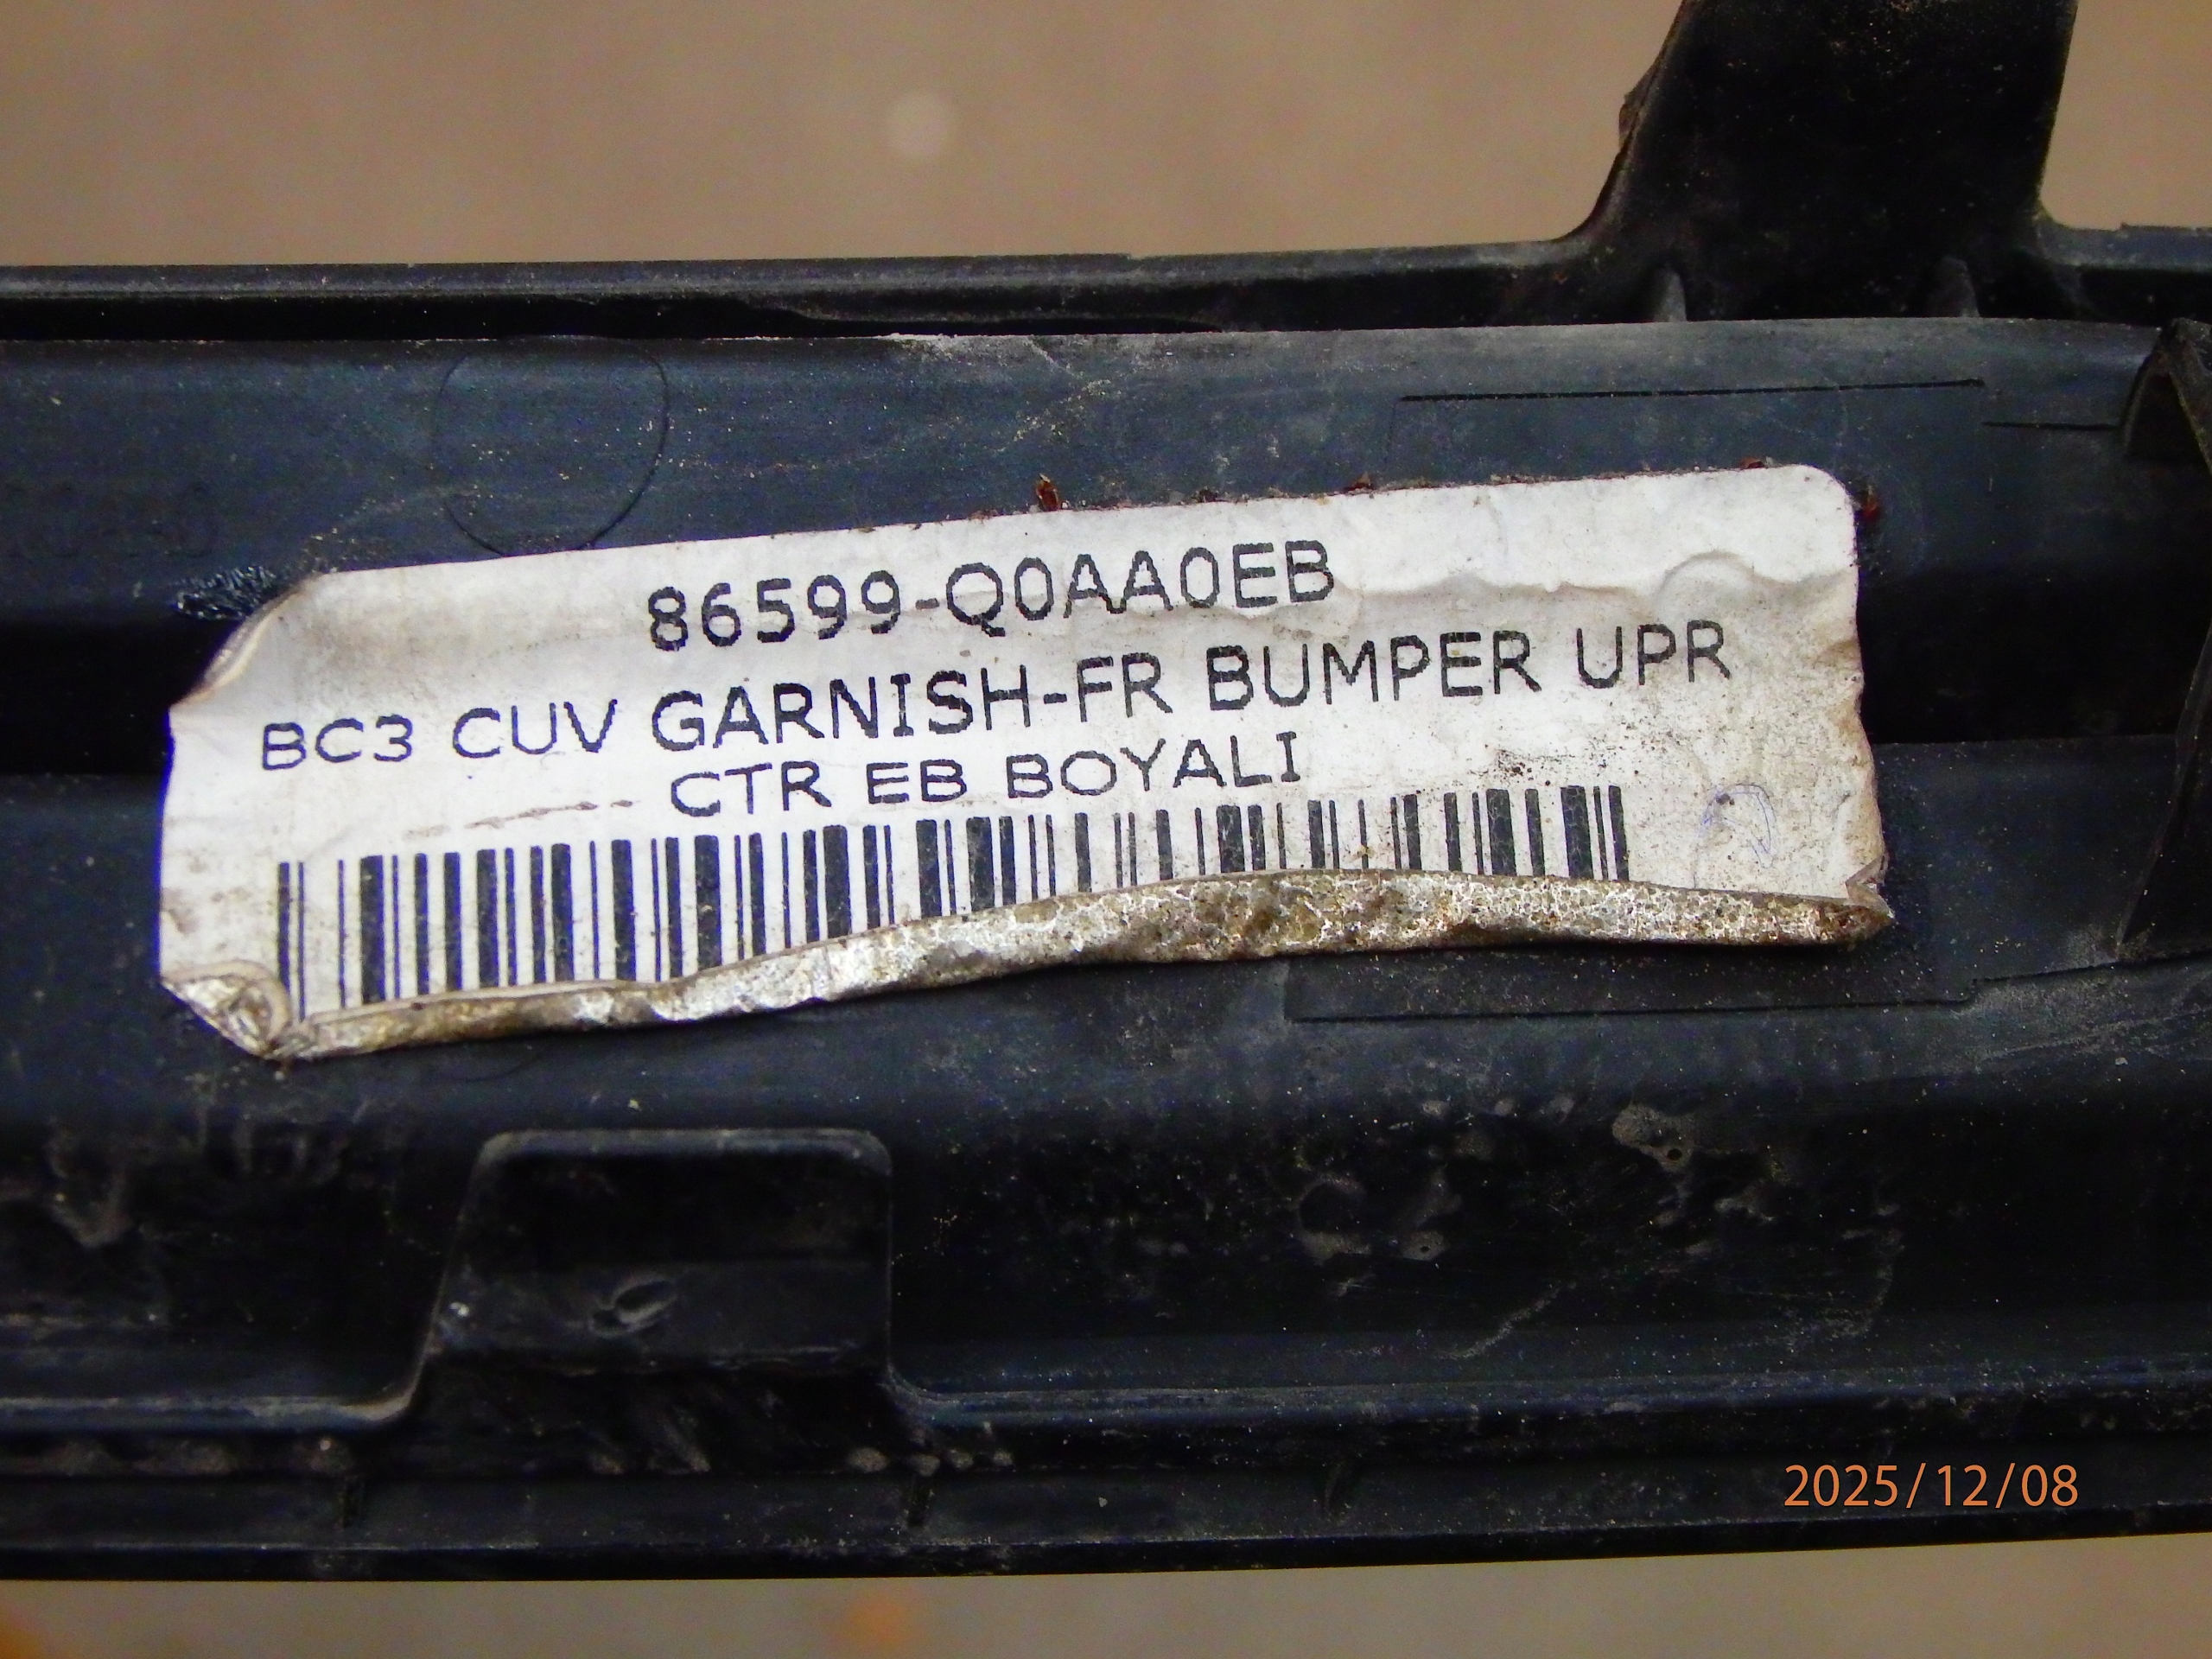 86599-Q0AA0EB
BC3 CUV GARNISH-FR BUMPER UPR
CTR EB BOYALI
2025/12/08